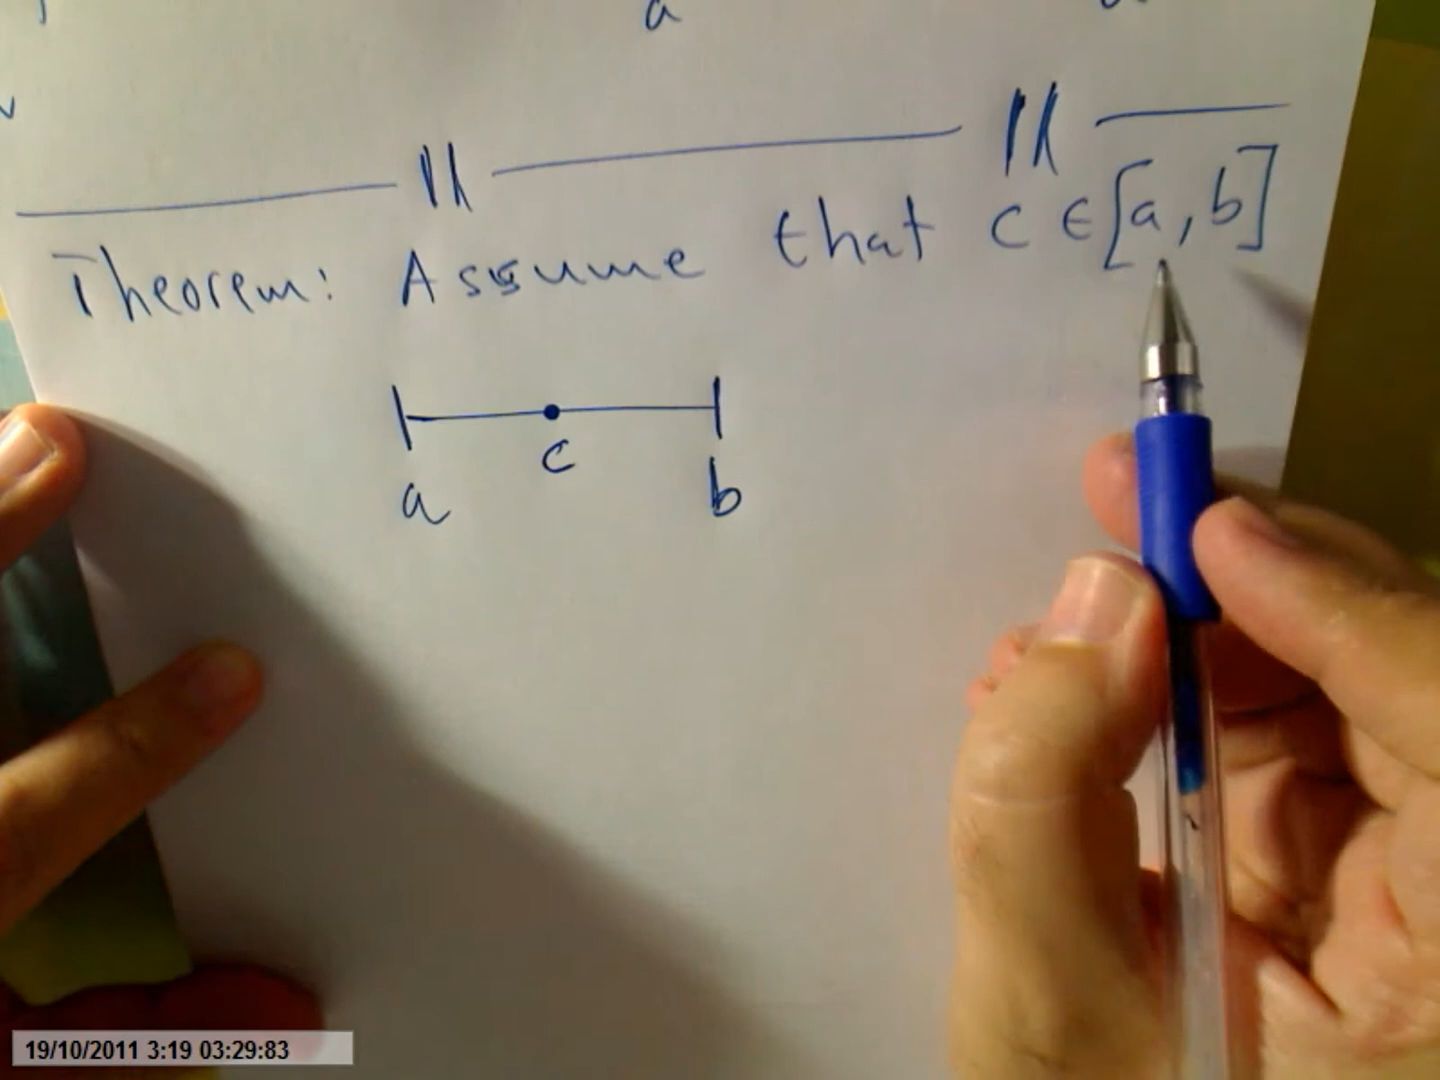 a
Theorem: Assume that c ∈ [a, b]
c
a b
19/10/2011 3:19 03:29:83